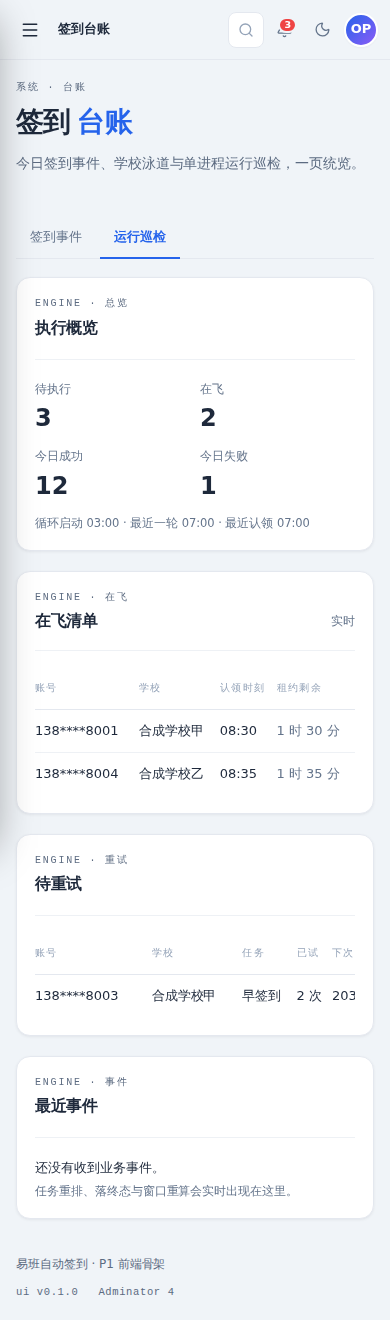 签到台账
3
OP
系统 · 台账
签到 台账
今日签到事件、学校泳道与单进程运行巡检，一页统览。
签到事件 运行巡检
ENGINE · 总览
执行概览
待执行 在飞
3 2
今日成功 今日失败
12 1
循环启动 03:00 · 最近一轮 07:00 · 最近认领 07:00
ENGINE · 在飞
在飞清单 实时
账号 学校 认领时刻 租约剩余
138****8001 合成学校甲 08:30 1 时 30 分
138****8004 合成学校乙 08:35 1 时 35 分
ENGINE · 重试
待重试
账号 学校 任务 已试 下次
138****8003 合成学校甲 早签到 2 次 203
ENGINE · 事件
最近事件
还没有收到业务事件。
任务重排、落终态与窗口重算会实时出现在这里。
易班自动签到 · P1 前端骨架
ui v0.1.0 Adminator 4